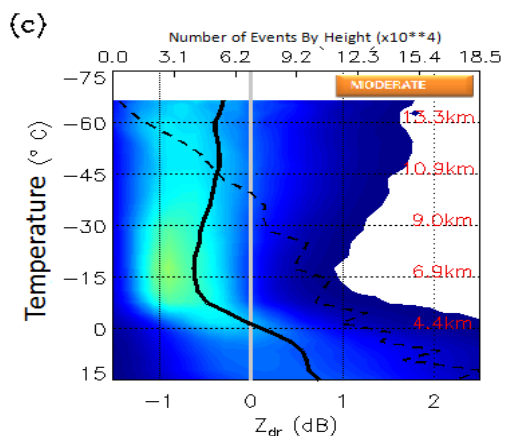 (c)
Number of Events By Height (x10**4)
0.0 3.1 6.2 9.2 12.3 15.4 18.5
MODERATE
-75
-60 13.3km
-45 10.9km
-30 9.0km
-15 6.9km
0 4.4km
15
Temperature (° C)
-1 0 1 2
Zdr (dB)